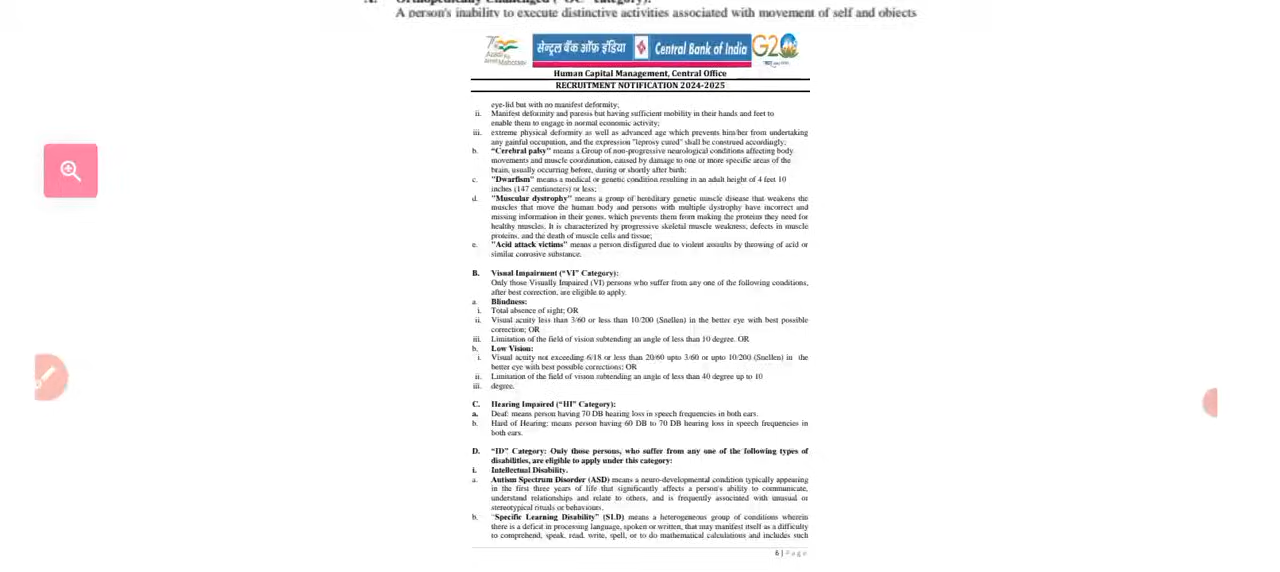 A person's inability to execute distinctive activities associated with movement of self and objects
सेन्ट्रल बैंक ऑफ़ इंडिया Central Bank of India G20
Azadi Ka
Amrit Mahotsav
Human Capital Management, Central Office
RECRUITMENT NOTIFICATION 2024-2025
eye-lid but with no manifest deformity;
ii. Manifest deformity and paresis but having sufficient mobility in their hands and feet to
enable them to engage in normal economic activity;
iii. extreme physical deformity as well as advanced age which prevents him/her from undertaking
any gainful occupation, and the expression "leprosy cured" shall be construed accordingly;
b. "Cerebral palsy" means a Group of non-progressive neurological conditions affecting body
movements and muscle coordination, caused by damage to one or more specific areas of the
brain, usually occurring before, during or shortly after birth;
c. "Dwarfism" means a medical or genetic condition resulting in an adult height of 4 feet 10
inches (147 centimeters) or less;
d. "Muscular dystrophy" means a group of hereditary genetic muscle disease that weakens the
muscles that move the human body and persons with multiple dystrophy have incorrect and
missing information in their genes, which prevents them from making the proteins they need for
healthy muscles. It is characterized by progressive skeletal muscle weakness, defects in muscle
proteins, and the death of muscle cells and tissue;
e. "Acid attack victims" means a person disfigured due to violent assaults by throwing of acid or
similar corrosive substance.
B. Visual Impairment ("VI" Category):
Only those Visually Impaired (VI) persons who suffer from any one of the following conditions,
after best correction, are eligible to apply.
a. Blindness:
i. Total absence of sight; OR
ii. Visual acuity less than 3/60 or less than 10/200 (Snellen) in the better eye with best possible
correction; OR
iii. Limitation of the field of vision subtending an angle of less than 10 degree. OR
b. Low Vision:
i. Visual acuity not exceeding 6/18 or less than 20/60 upto 3/60 or upto 10/200 (Snellen) in the
better eye with best possible corrections: OR
ii. Limitation of the field of vision subtending an angle of less than 40 degree up to 10
iii. degree.
C. Hearing Impaired ("HI" Category):
a. Deaf: means person having 70 DB hearing loss in speech frequencies in both ears.
b. Hard of Hearing: means person having 60 DB to 70 DB hearing loss in speech frequencies in
both ears.
D. "ID" Category: Only those persons, who suffer from any one of the following types of
disabilities, are eligible to apply under this category:
i. Intellectual Disability.
a. Autism Spectrum Disorder (ASD) means a neuro-developmental condition typically appearing
in the first three years of life that significantly affects a person's ability to communicate,
understand relationships and relate to others, and is frequently associated with unusual or
stereotypical rituals or behaviours.
b. "Specific Learning Disability" (SLD) means a heterogeneous group of conditions wherein
there is a deficit in processing language, spoken or written, that may manifest itself as a difficulty
to comprehend, speak, read, write, spell, or to do mathematical calculations and includes such
6 | Page